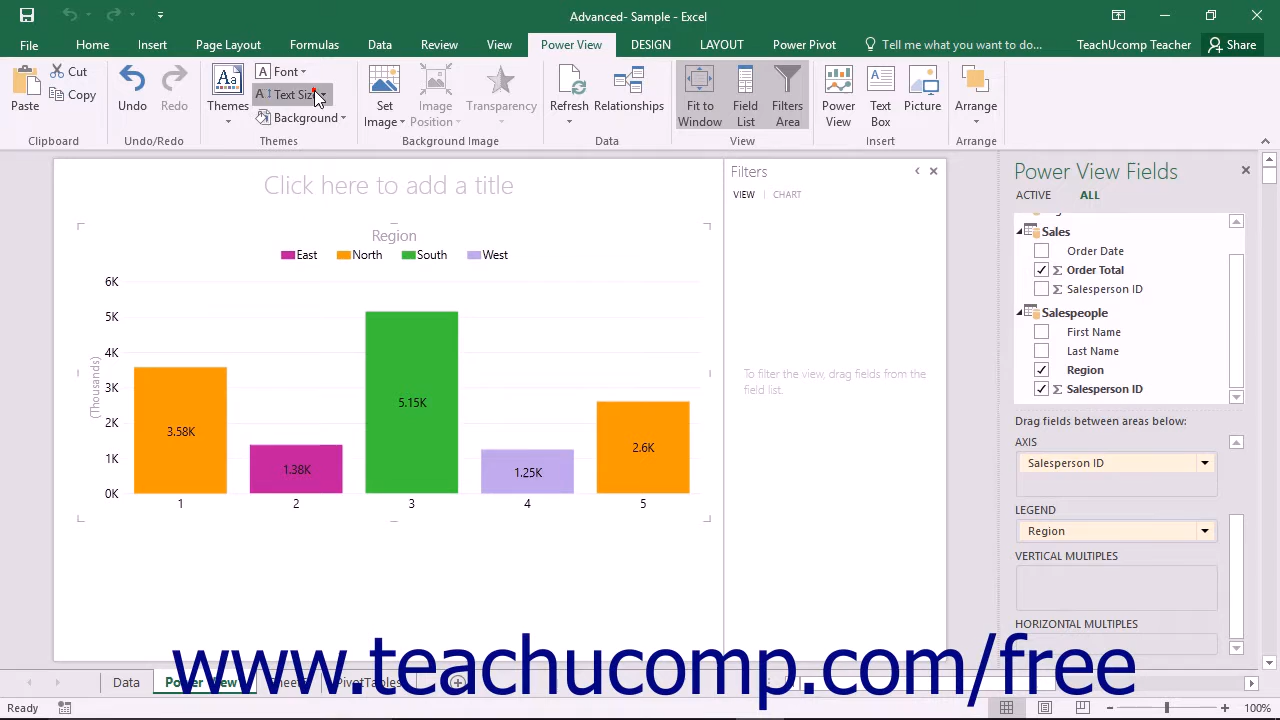 Advanced- Sample - Excel
File Home Insert Page Layout Formulas Data Review View Power View DESIGN LAYOUT Power Pivot Tell me what you want to do... TeachUcomp Teacher Share
Paste Cut Copy
Clipboard
Undo Redo
Undo/Redo
Themes Font Text Size Background
Themes
Set Image Image Position Transparency
Background Image
Refresh Relationships
Data
Fit to Window Field List Filters Area
View
Power View Text Box Picture
Insert
Arrange
Arrange
Click here to add a title
Region
East North South West
6K
5K
4K
3K
2K
1K
0K
(Thousands)
3.58K 1.38K 5.15K 1.25K 2.6K
1 2 3 4 5
Filters
VIEW | CHART
To filter the view, drag fields from the
field list.
Power View Fields
ACTIVE ALL
Sales
Order Date
Σ Order Total
Σ Salesperson ID
Salespeople
First Name
Last Name
Region
Σ Salesperson ID
Drag fields between areas below:
AXIS
Salesperson ID
LEGEND
Region
VERTICAL MULTIPLES
HORIZONTAL MULTIPLES
www.teachucomp.com/free
Data Power View PivotTables
Ready
100%